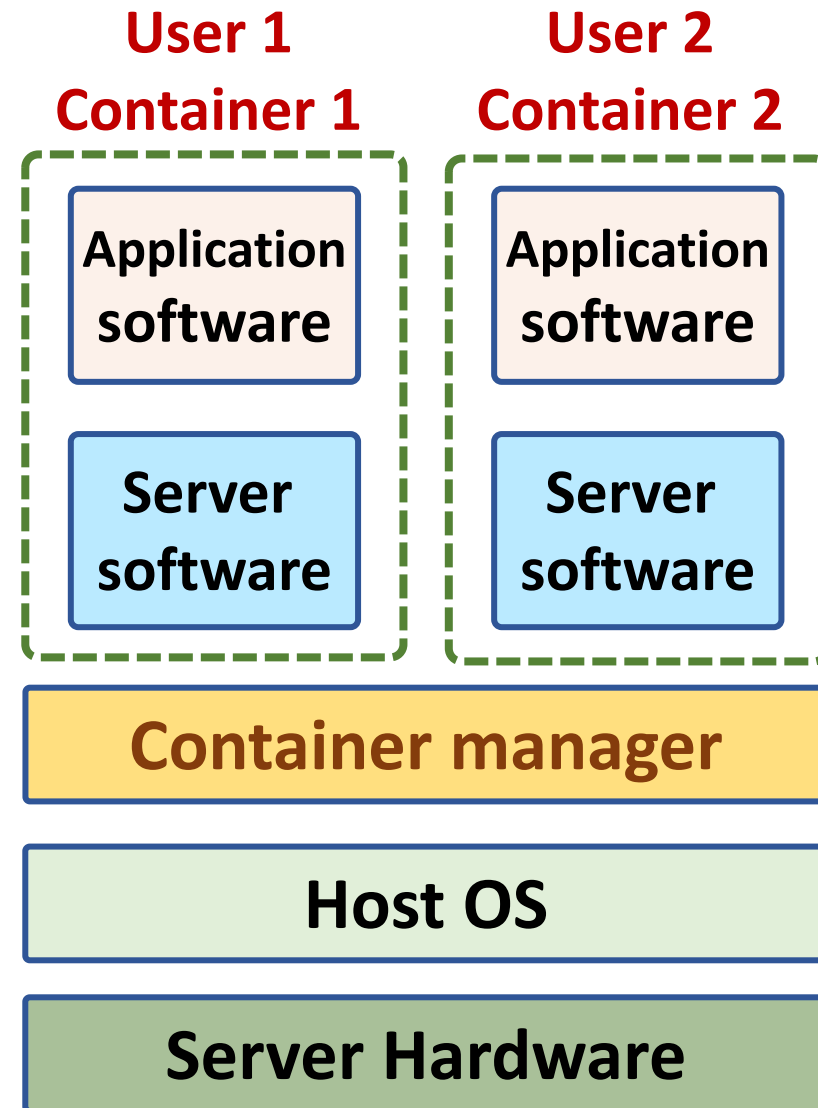 User 1
Container 1
User 2
Container 2
Application
software
Application
software
Server
software
Server
software
Container manager
Host OS
Server Hardware